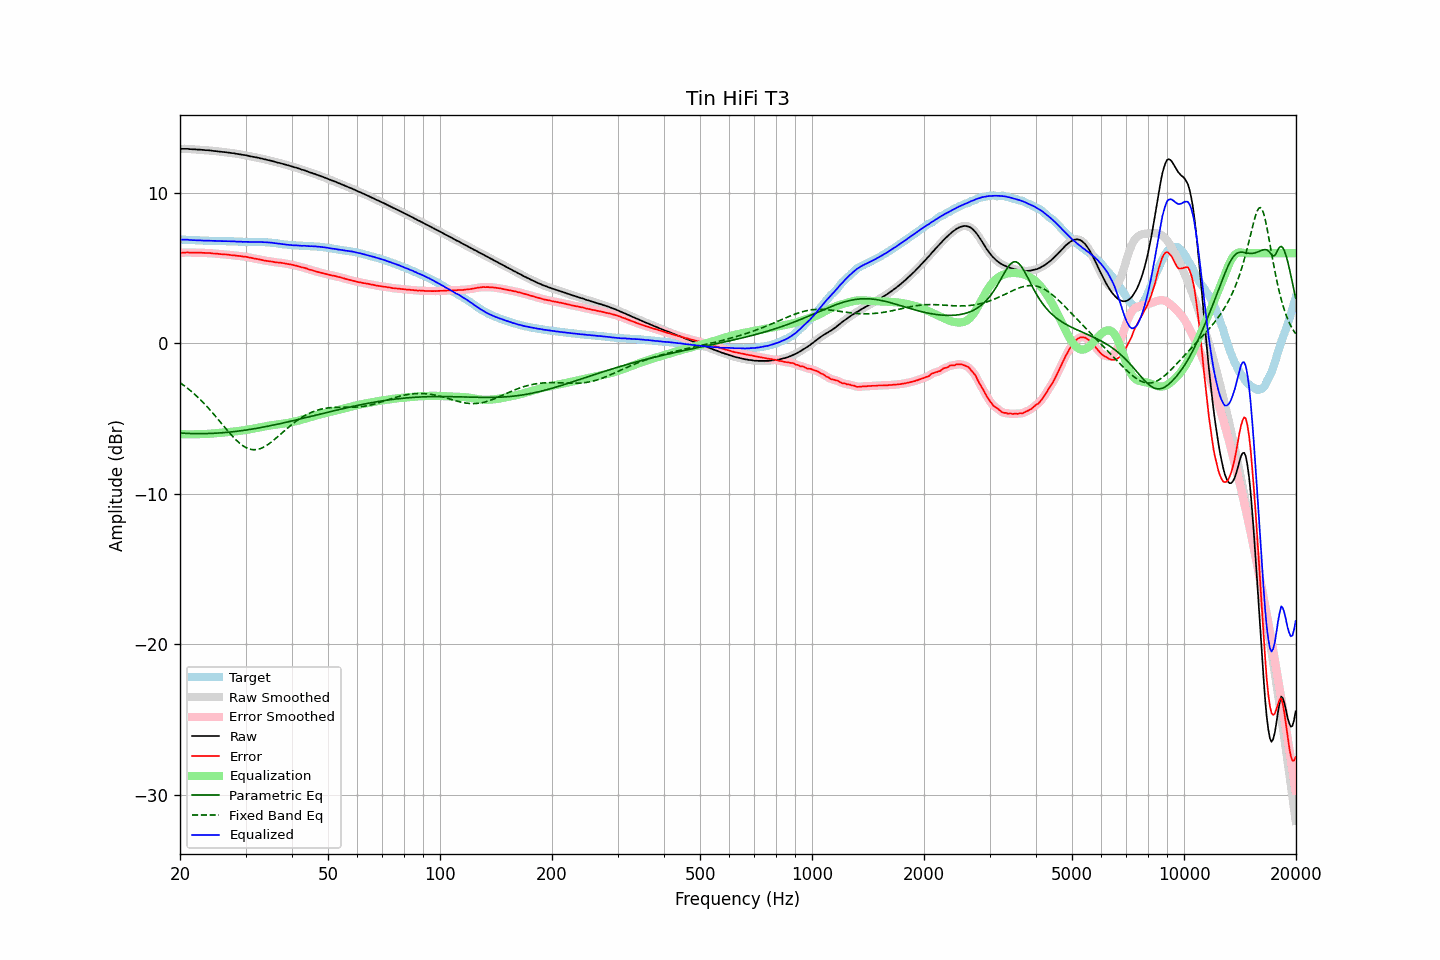 Tin HiFi T3
Amplitude (dBr)
10
0
−10
−20
−30
Target
Raw Smoothed
Error Smoothed
Raw
Error
Equalization
Parametric Eq
Fixed Band Eq
Equalized
20 50 100 200 500 1000 2000 5000 10000 20000
Frequency (Hz)